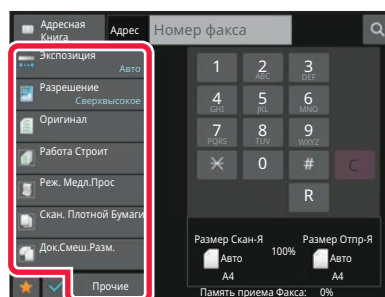 Адресная
Книга
Адрес
Номер факса
Экспозиция
Авто
Разрешение
Сверхвысокое
Оригинал
Работа Строит
Реж. Медл.Прос
Скан. Плотной Бумаги
Док.Смеш.Разм.
Прочие
1
2
ABC
3
DEF
4
GHI
5
JKL
6
MNO
7
PQRS
8
TUV
9
WXYZ
0
#
C
R
Размер Скан-Я
Размер Отпр-Я
Авто
100%
Авто
A4
A4
Память приема Факса: 0%